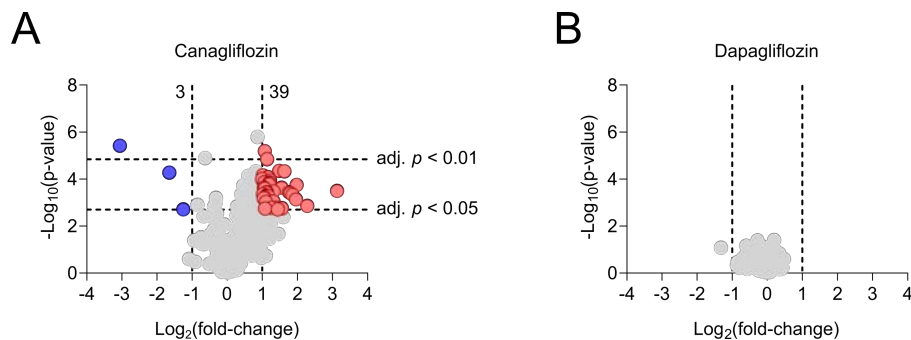 A
B
Canagliflozin
Dapagliflozin
8
6
4
2
0
-Log10(p-value)
3
39
adj. p < 0.01
adj. p < 0.05
-4 -3 -2 -1 0 1 2 3 4
Log2(fold-change)
8
6
4
2
0
-Log10(p-value)
-4 -3 -2 -1 0 1 2 3 4
Log2(fold-change)